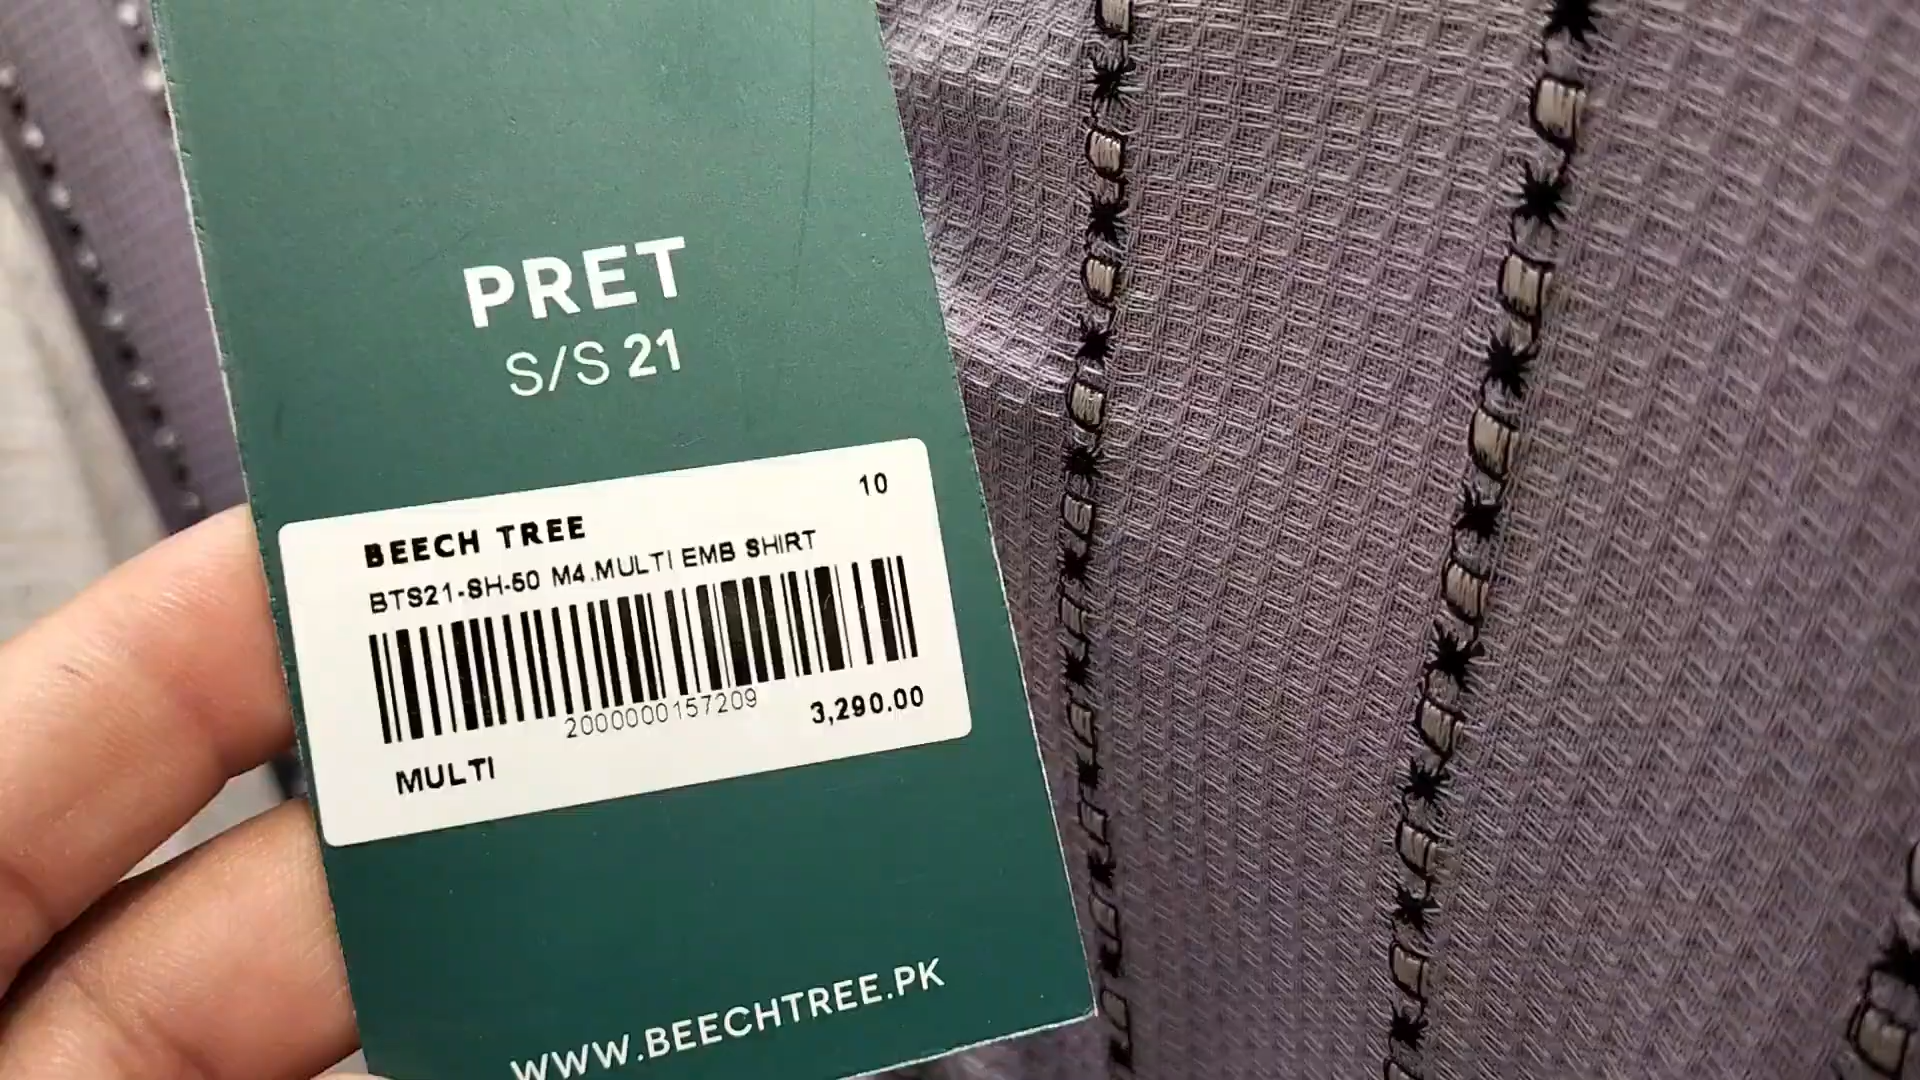 PRET
S/S 21
10
BEECH TREE
BTS21-SH-50 M4.MULTI EMB SHIRT
2000000157209
3,290.00
MULTI
WWW.BEECHTREE.PK